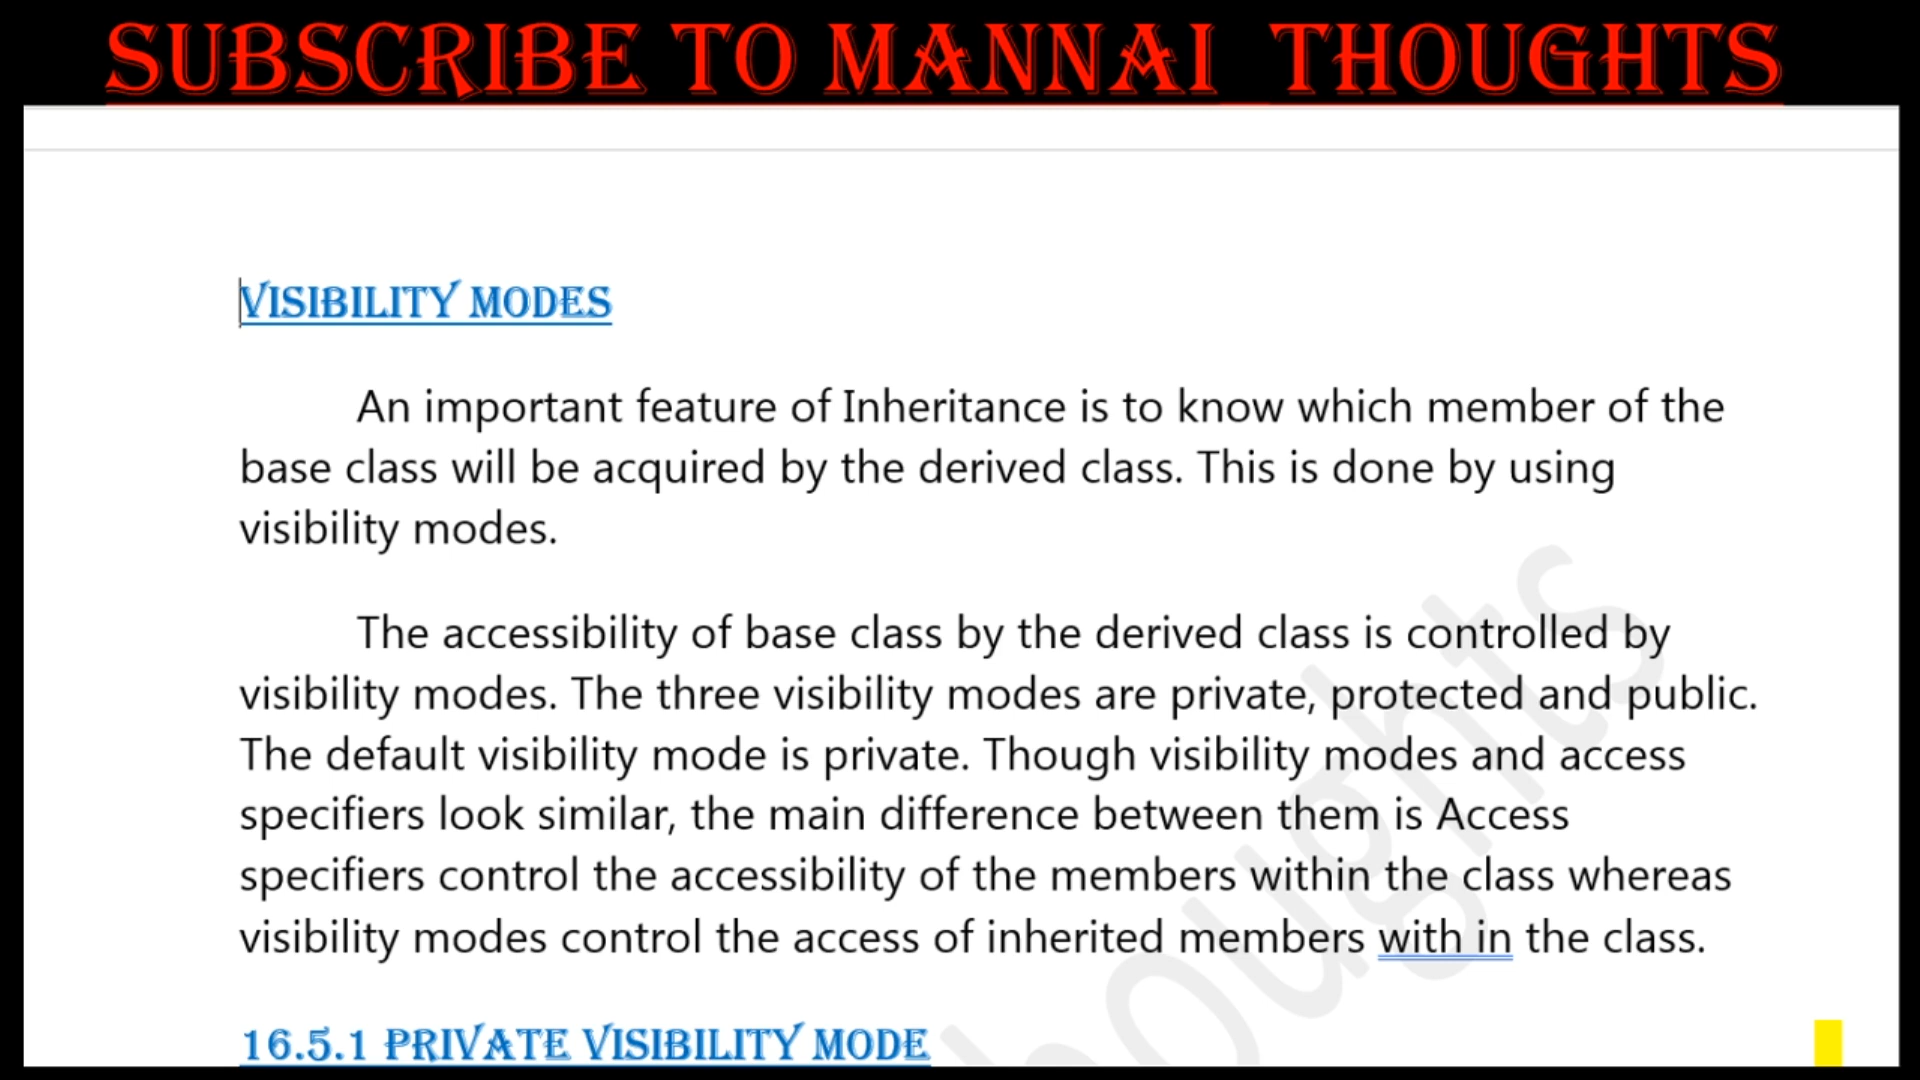 SUBSCRIBE TO MANNAI THOUGHTS
VISIBILITY MODES
An important feature of Inheritance is to know which member of the
base class will be acquired by the derived class. This is done by using
visibility modes.
The accessibility of base class by the derived class is controlled by
visibility modes. The three visibility modes are private, protected and public.
The default visibility mode is private. Though visibility modes and access
specifiers look similar, the main difference between them is Access
specifiers control the accessibility of the members within the class whereas
visibility modes control the access of inherited members with in the class.
16.5.1 PRIVATE VISIBILITY MODE
houghts